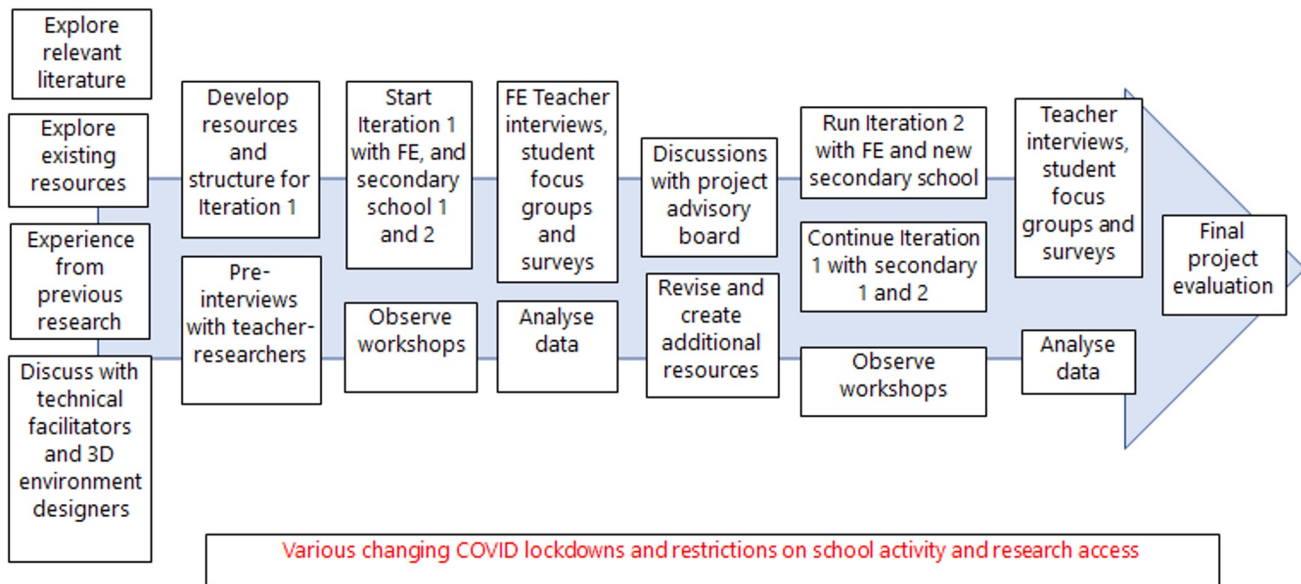 Explore
relevant
literature
Explore
existing
resources
Experience
from
previous
research
Discuss with
technical
facilitators
and 3D
environment
designers
Develop
resources
and
structure for
Iteration 1
Pre-
interviews
with teacher-
researchers
Start
Iteration 1
with FE, and
secondary
school 1
and 2
Observe
workshops
FE Teacher
interviews,
student
focus
groups
and
surveys
Analyse
data
Discussions
with project
advisory
board
Revise and
create
additional
resources
Run Iteration 2
with FE and new
secondary school
Continue Iteration
1 with secondary
1 and 2
Observe
workshops
Teacher
interviews,
student
focus
groups and
surveys
Analyse
data
Final
project
evaluation
Various changing COVID lockdowns and restrictions on school activity and research access